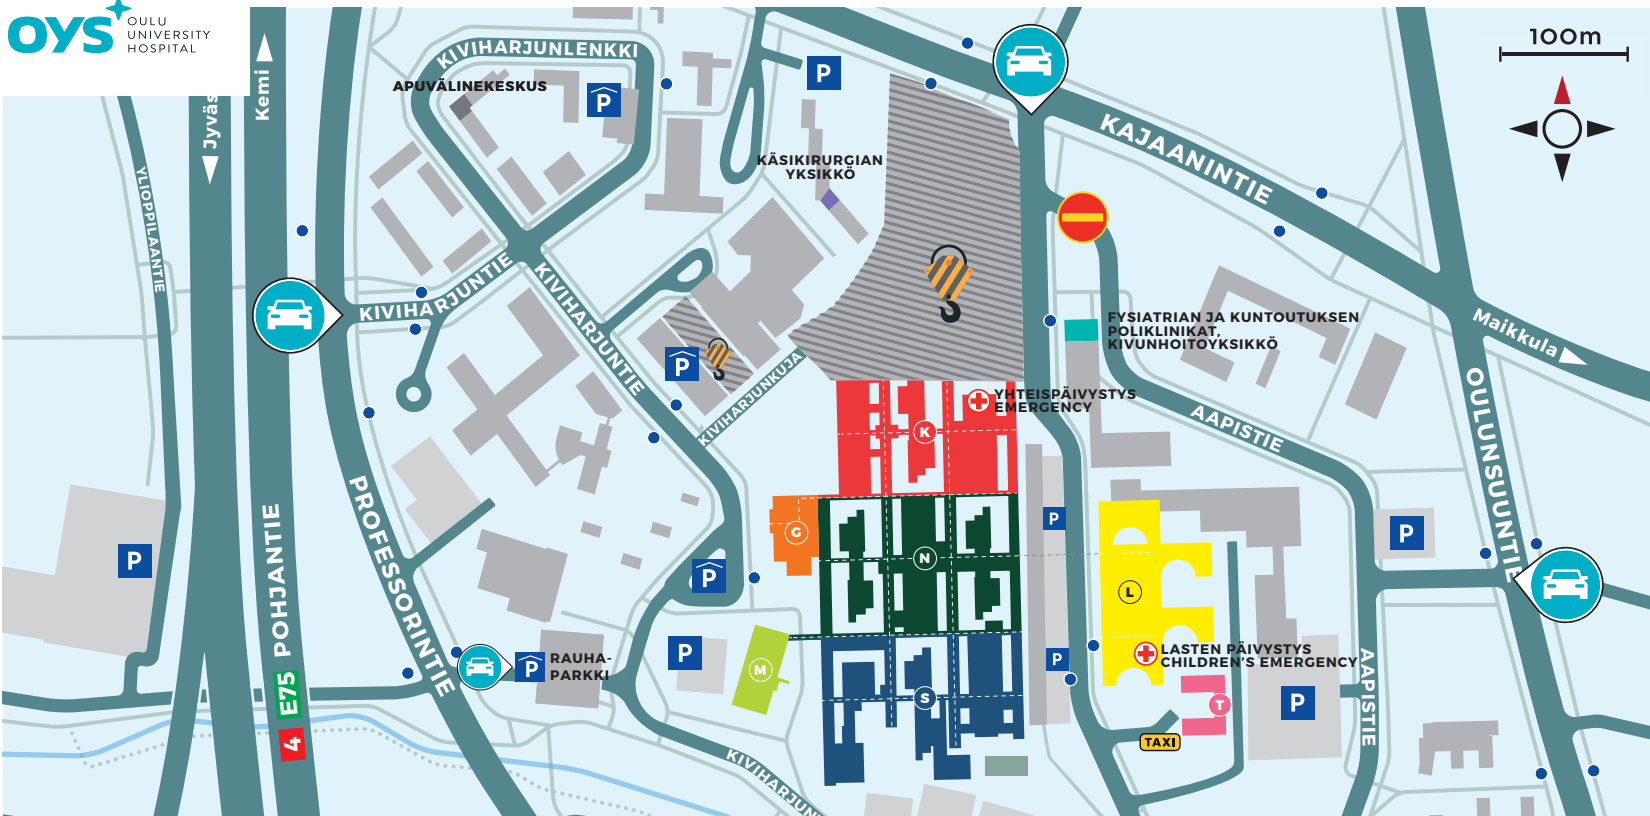 oys
OULU
UNIVERSITY
HOSPITAL
Kemi
Jyväs
KIVIHARJUNLENKKI
APUVÄLINEKESKUS
P
P
100m
KAJAANINTIE
KÄSIKIRURGIAN
YKSIKKÖ
YLIOPPILAANTIE
KIVIHARJUNTIE
KIVIHARJUNTIE
FYSIATRIAN JA KUNTOUTUKSEN
POLIKLINIKAT,
KIVUNHOITOYKSIKKÖ
Maikkula
P
KIVIHARJUNKUJA
YHTEISPÄIVYSTYS
EMERGENCY
K
AAPISTIE
OULUNSUUNTIE
PROFESSORINTIE
POHJANTIE
P
G
N
P
P
P
P
L
RAUHA-
PARKKI
P
P
M
P
LASTEN PÄIVYSTYS
CHILDREN'S EMERGENCY
AAPISTIE
E75
4
S
T
P
TAXI
KIVIHARJUN